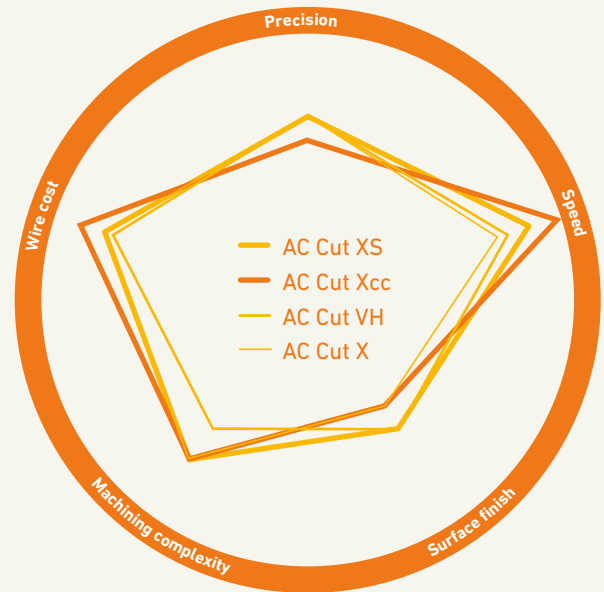 Precision
Wire cost
Speed
AC Cut XS
AC Cut Xcc
AC Cut VH
AC Cut X
Machining complexity
Surface finish